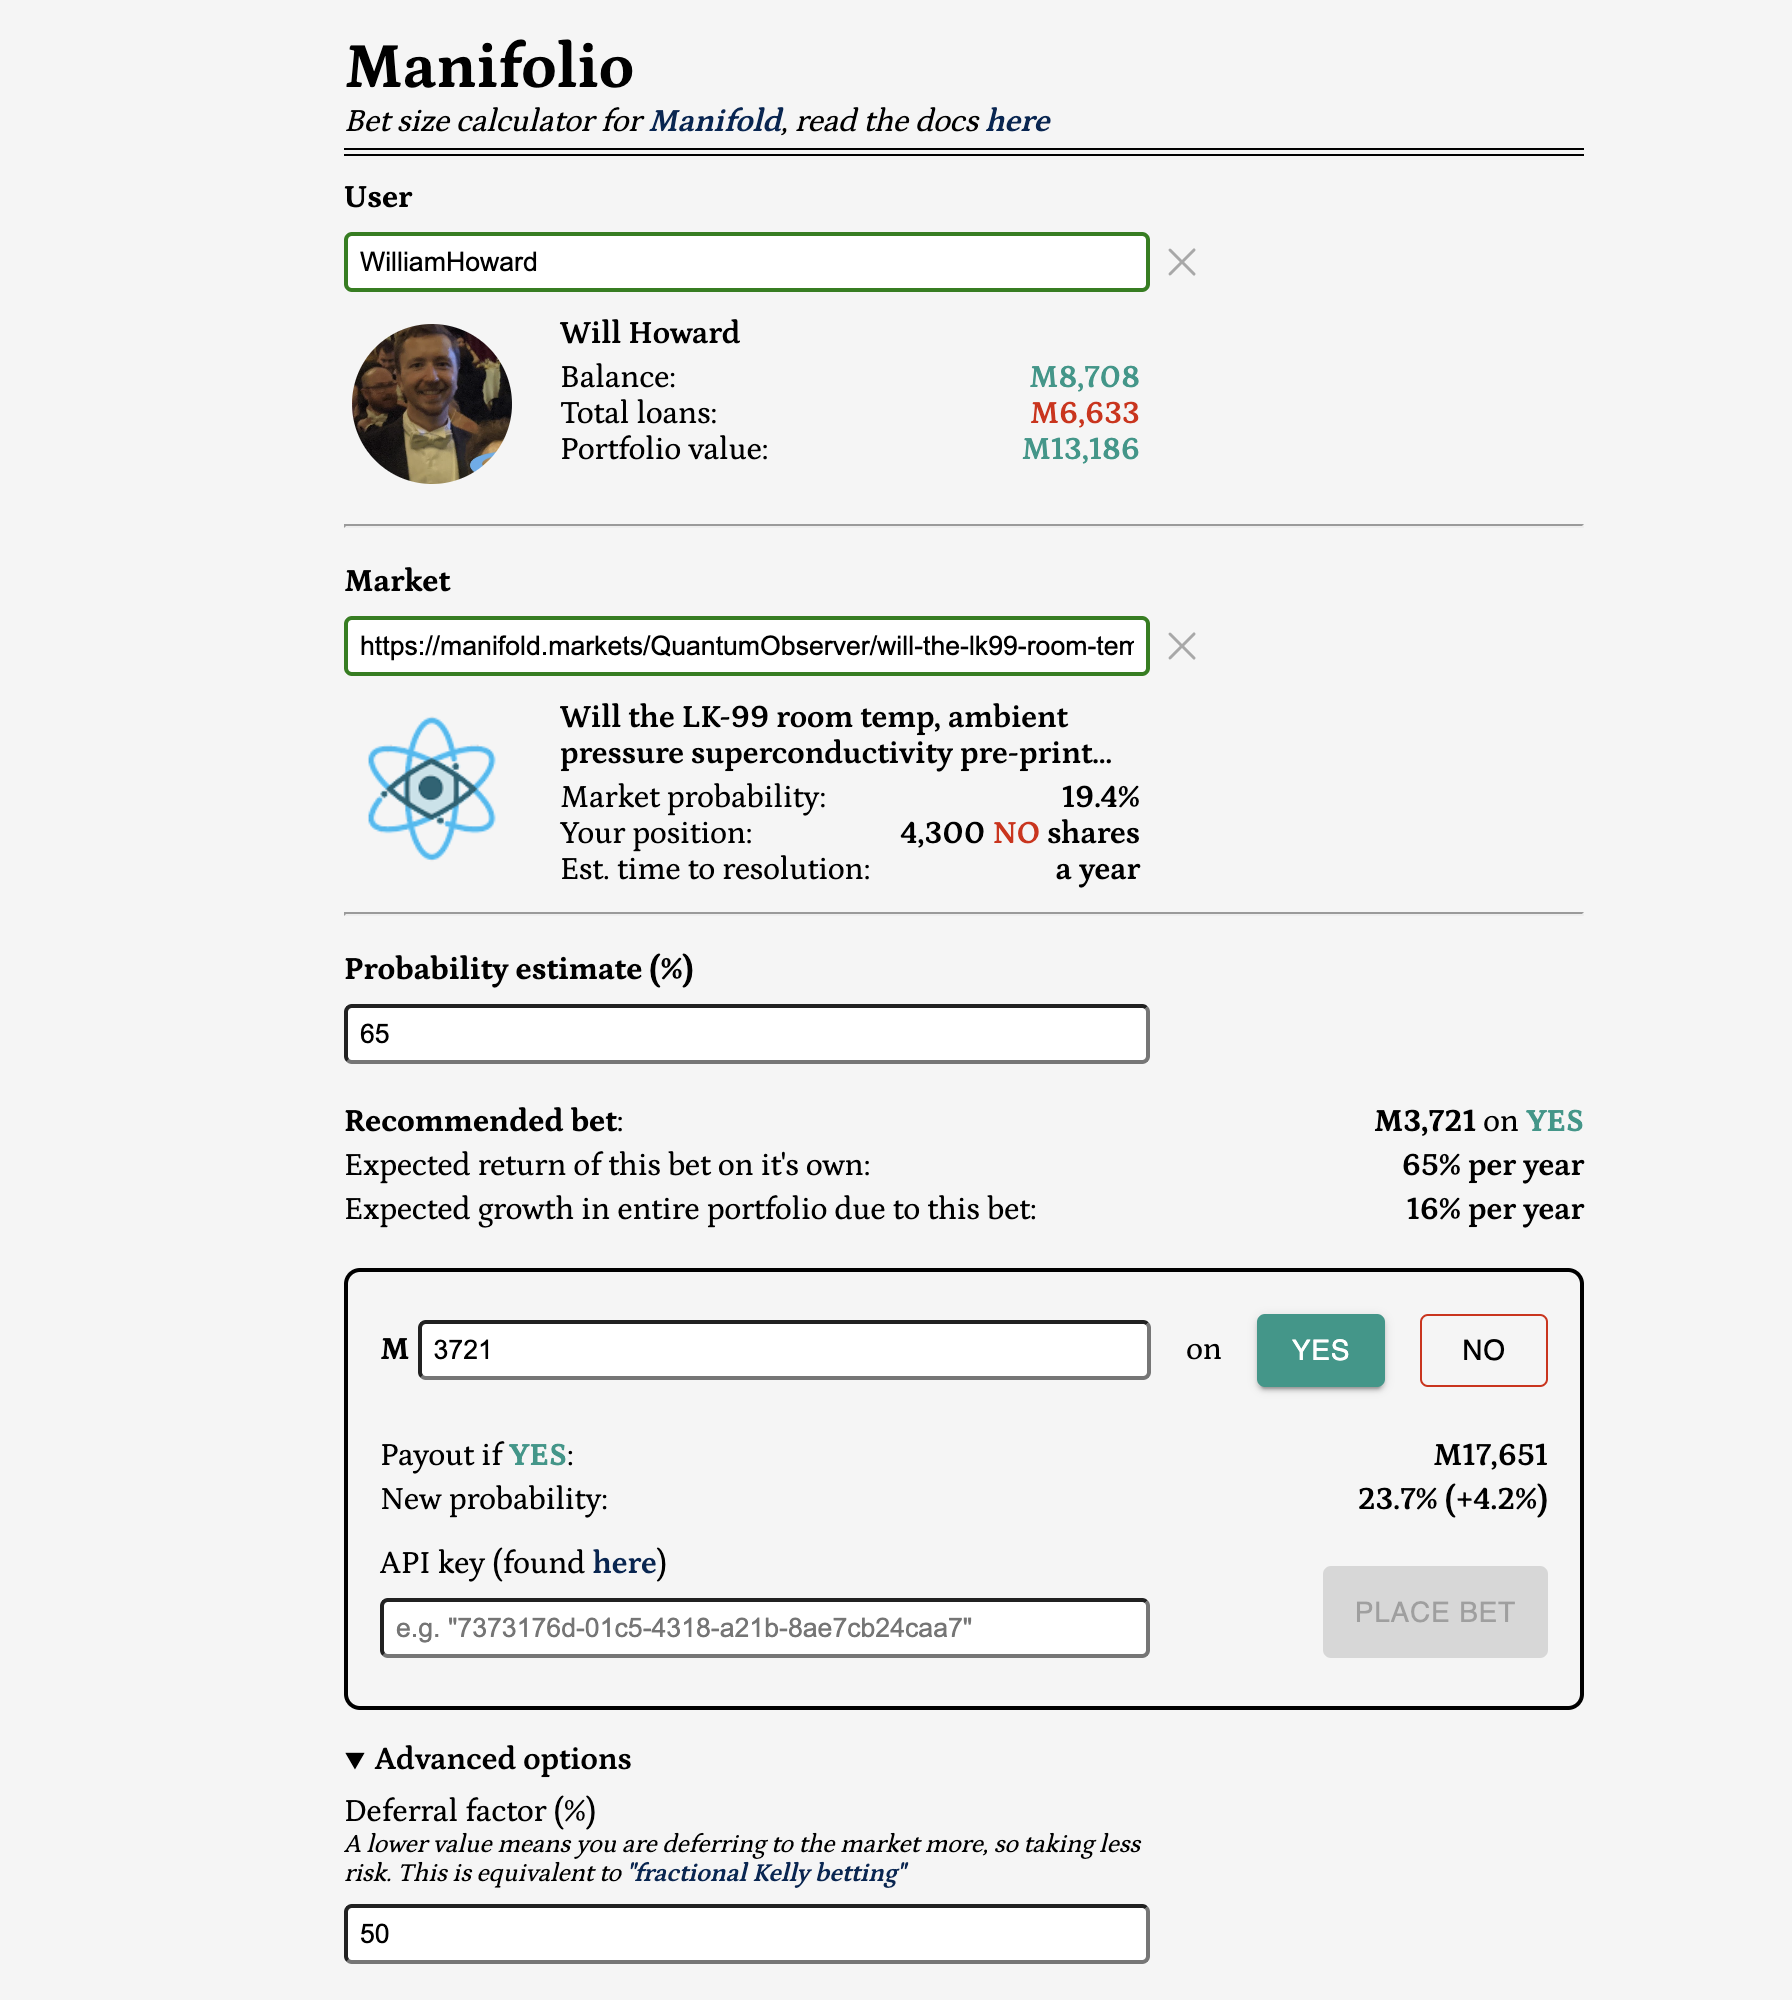 Manifolio
Bet size calculator for Manifold, read the docs here
User
WilliamHoward
Will Howard
Balance: M8,708
Total loans: M6,633
Portfolio value: M13,186
Market
https://manifold.markets/QuantumObserver/will-the-lk99-room-tem
Will the LK-99 room temp, ambient
pressure superconductivity pre-print...
Market probability: 19.4%
Your position: 4,300 NO shares
Est. time to resolution: a year
Probability estimate (%)
65
Recommended bet: M3,721 on YES
Expected return of this bet on it's own: 65% per year
Expected growth in entire portfolio due to this bet: 16% per year
M 3721 on YES NO
Payout if YES: M17,651
New probability: 23.7% (+4.2%)
API key (found here)
e.g. "7373176d-01c5-4318-a21b-8ae7cb24caa7" PLACE BET
▼ Advanced options
Deferral factor (%)
A lower value means you are deferring to the market more, so taking less
risk. This is equivalent to "fractional Kelly betting"
50